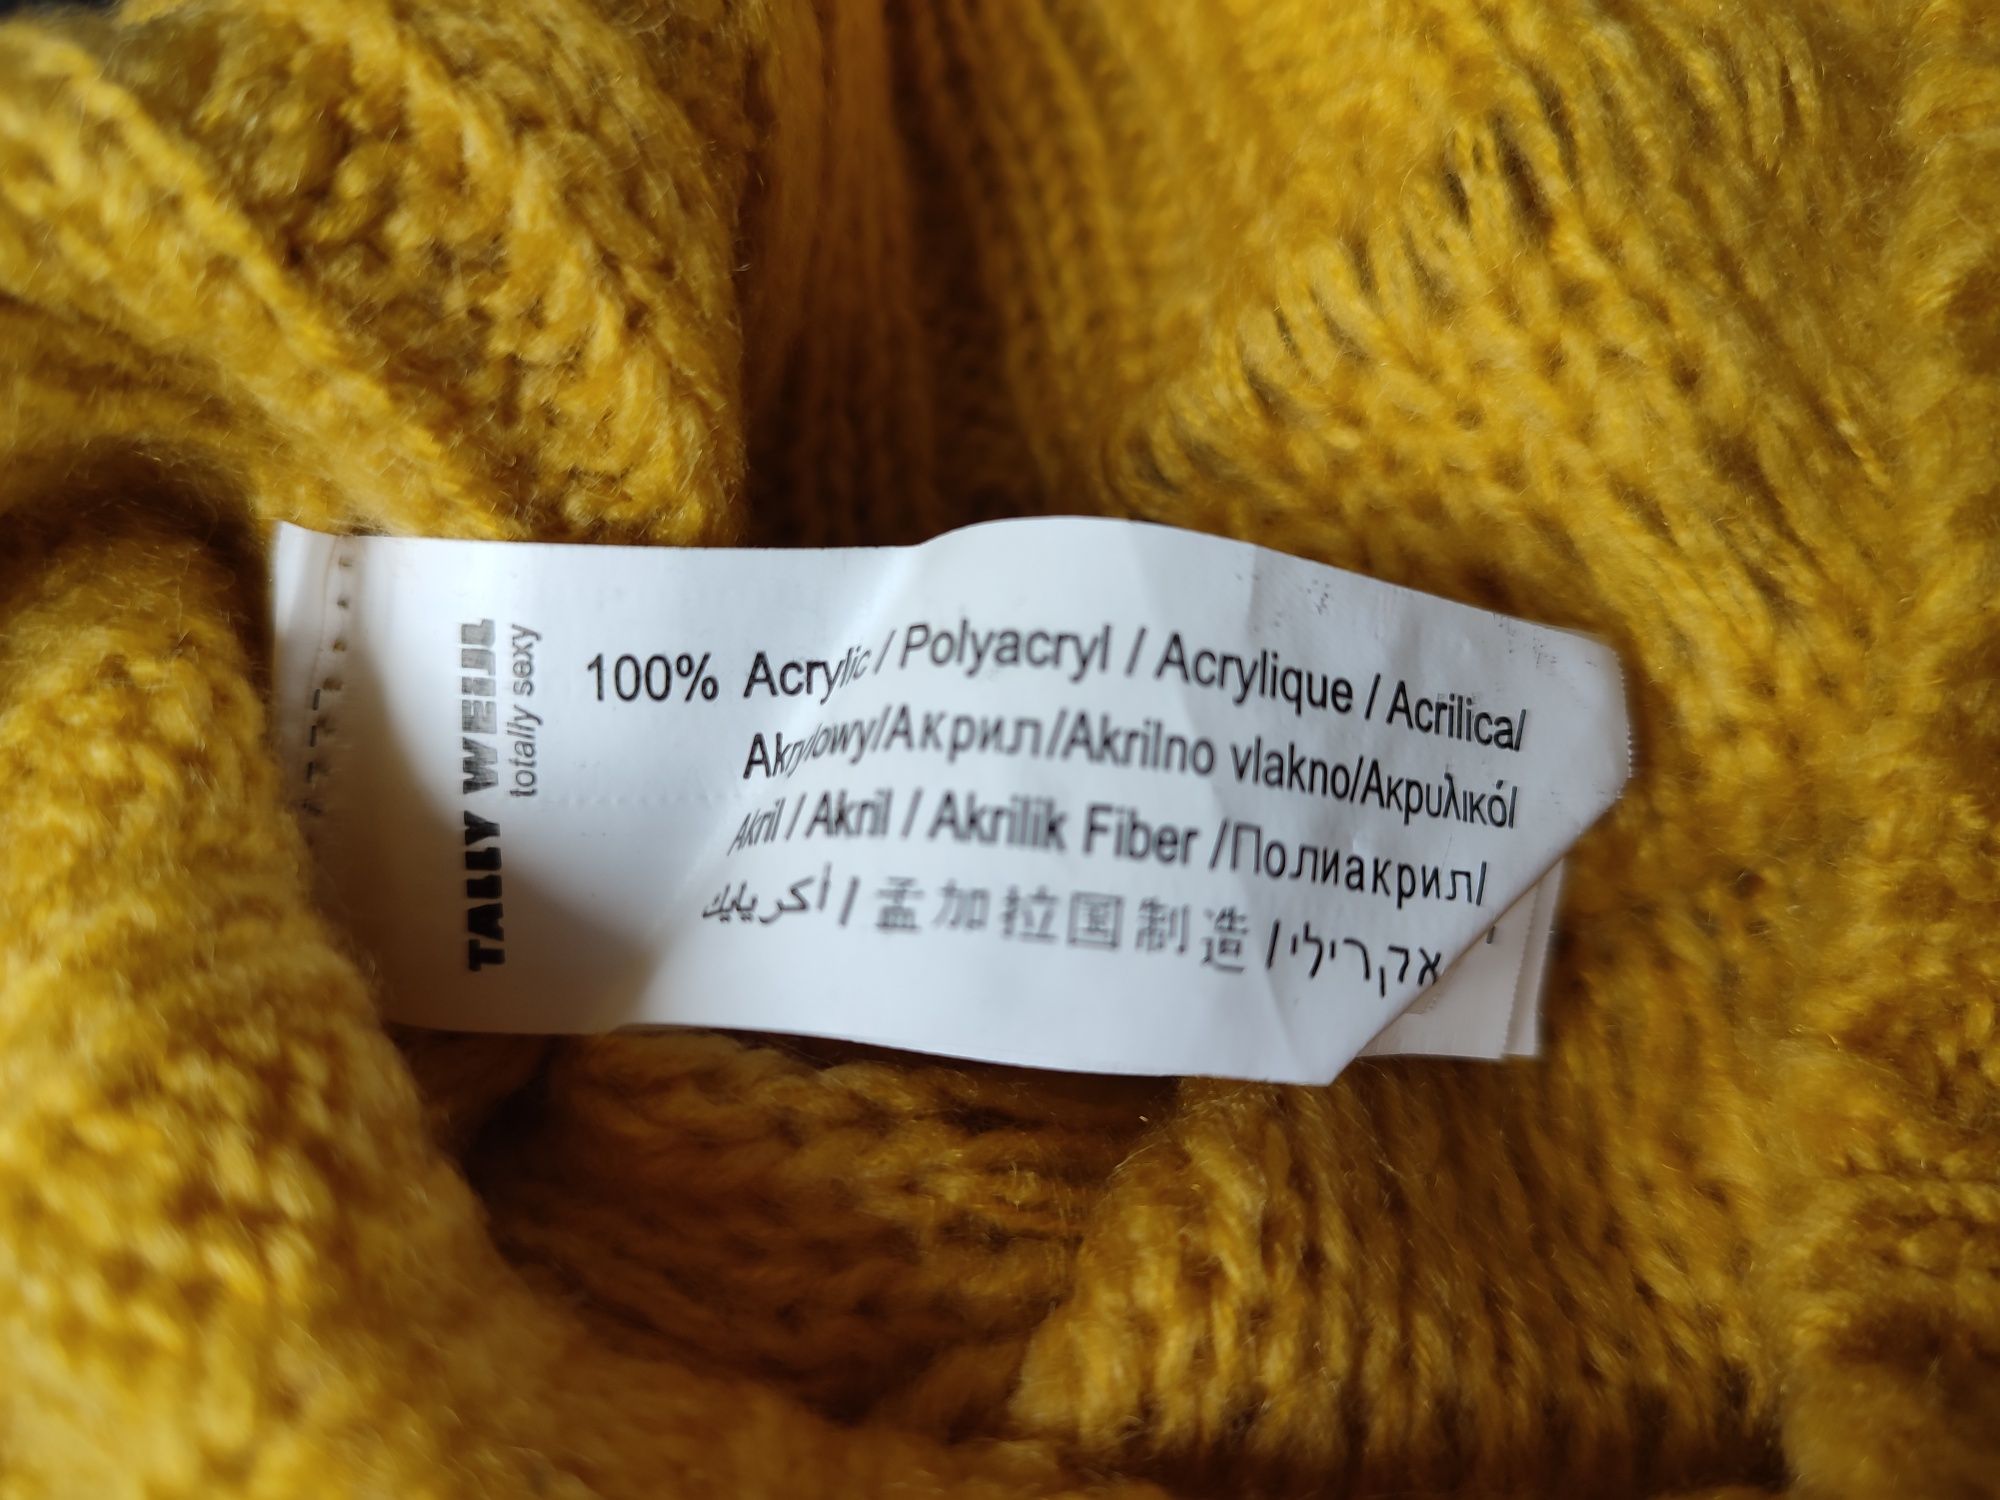 TALLY WEIJL
totally sexy
100% Acrylic / Polyacryl / Acrylique / Acrilica/
Akrylowy/Акрил/Akrilno vlakno/Ακρυλικό/
Akril / Akril / Akrilik Fiber /Полиакрил/
أكريايك / 孟加拉国制造 / אקרילי